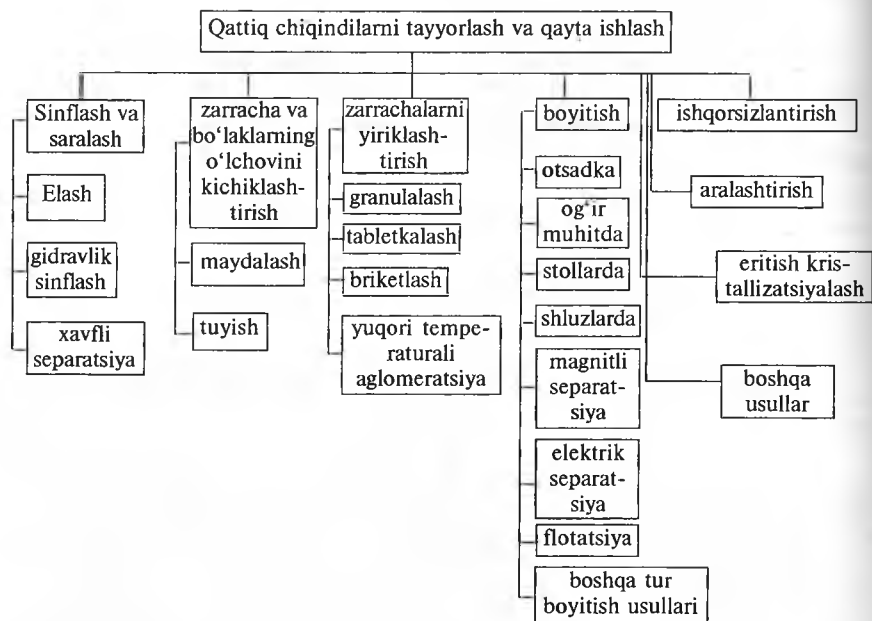 Qattiq chiqindilarni tayyorlash va qayta ishlash
Sinflash va
saralash
Elash
gidravlik
sinflash
xavfli
separatsiya
zarracha va
bo‘laklarning
o‘lchovini
kichiklash-
tirish
maydalash
tuyish
zarrachalarni
yiriklash-
tirish
granulalash
tabletkalash
briketlash
yuqori tempe-
raturali
aglomeratsiya
boyitish
otsadka
og‘ir
muhitda
stollarda
shluzlarda
magnitli
separat-
siya
elektrik
separat-
siya
flotatsiya
boshqa tur
boyitish usullari
ishqorsizlantirish
aralashtirish
eritish kris-
tallizatsiyalash
boshqa
usullar